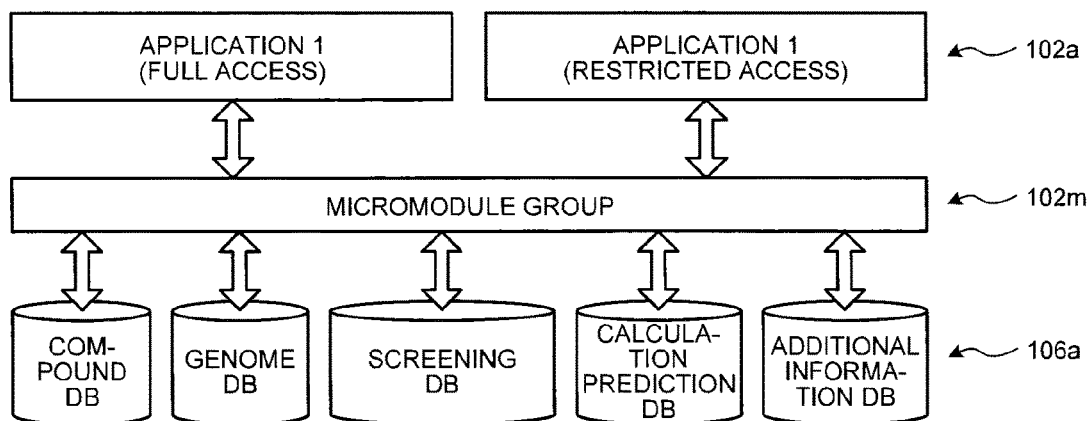 APPLICATION 1
(FULL ACCESS)
APPLICATION 1
(RESTRICTED ACCESS)
102a
MICROMODULE GROUP
102m
COM-
POUND
DB
GENOME
DB
SCREENING
DB
CALCULA-
TION
PREDICTION
DB
ADDITIONAL
INFORMA-
TION DB
106a